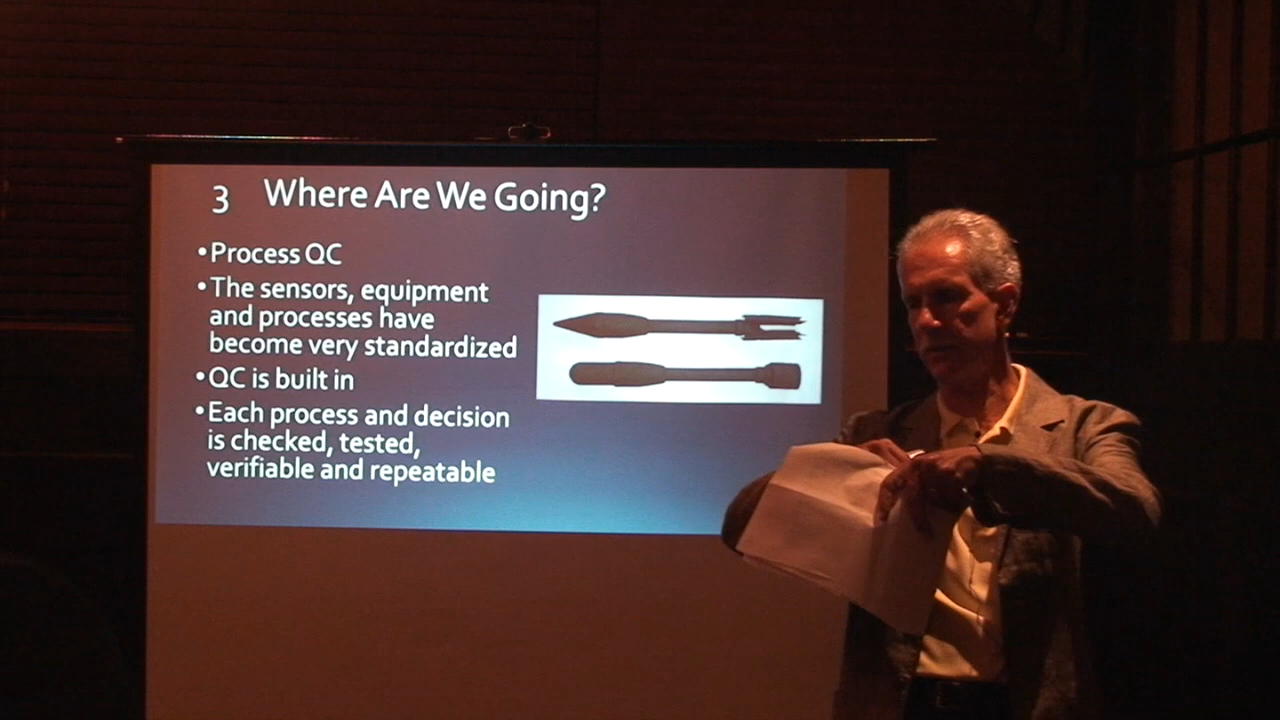 3 Where Are We Going?
•Process QC
•The sensors, equipment
and processes have
become very standardized
•QC is built in
•Each process and decision
is checked, tested,
verifiable and repeatable